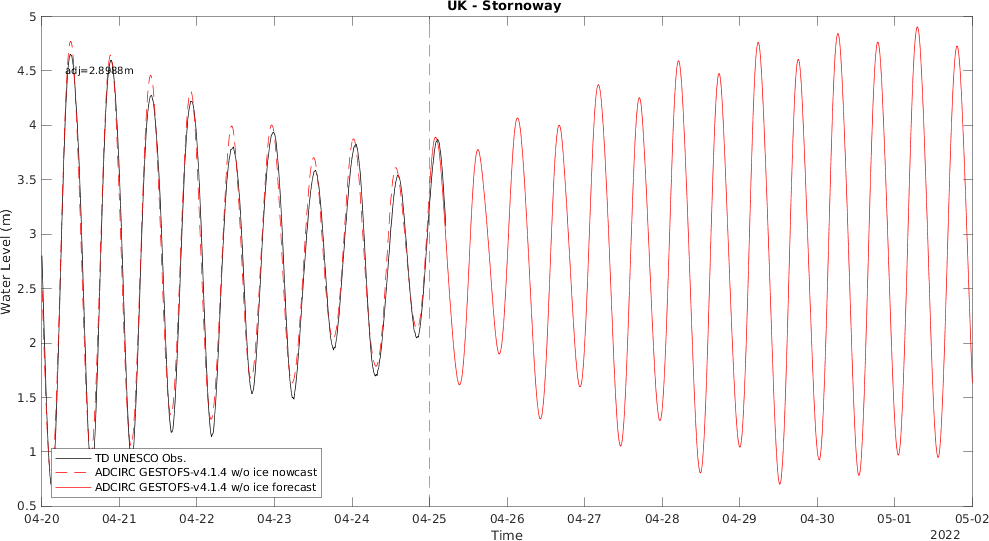 UK - Stornoway
5
4.5
4
3.5
3
2.5
2
1.5
1
0.5
Water Level (m)
adj=2.8988m
TD UNESCO Obs.
ADCIRC GESTOFS-v4.1.4 w/o ice nowcast
ADCIRC GESTOFS-v4.1.4 w/o ice forecast
04-20 04-21 04-22 04-23 04-24 04-25 04-26 04-27 04-28 04-29 04-30 05-01 05-02
Time
2022